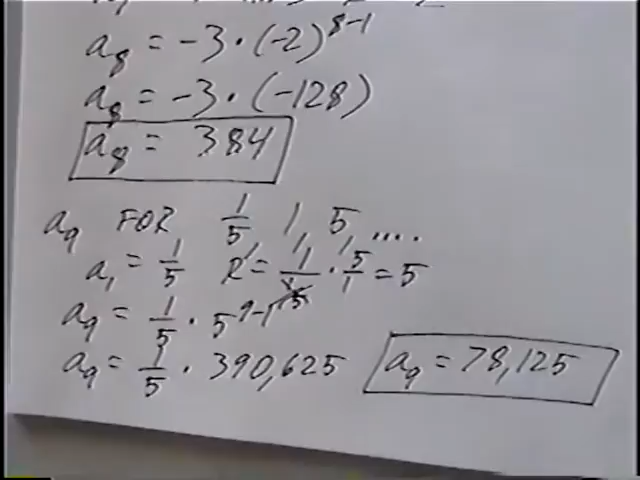 a₈ = -3 · (-2)⁸⁻¹
a₈ = -3 · (-128)
a₈ = 384
a₉ FOR 1/5, 1, 5, ....
a₁ = 1/5 R = 1/(1/5) · 5/1 = 5
a₉ = 1/5 · 5⁹⁻¹
a₉ = 1/5 · 390,625 a₉ = 78,125